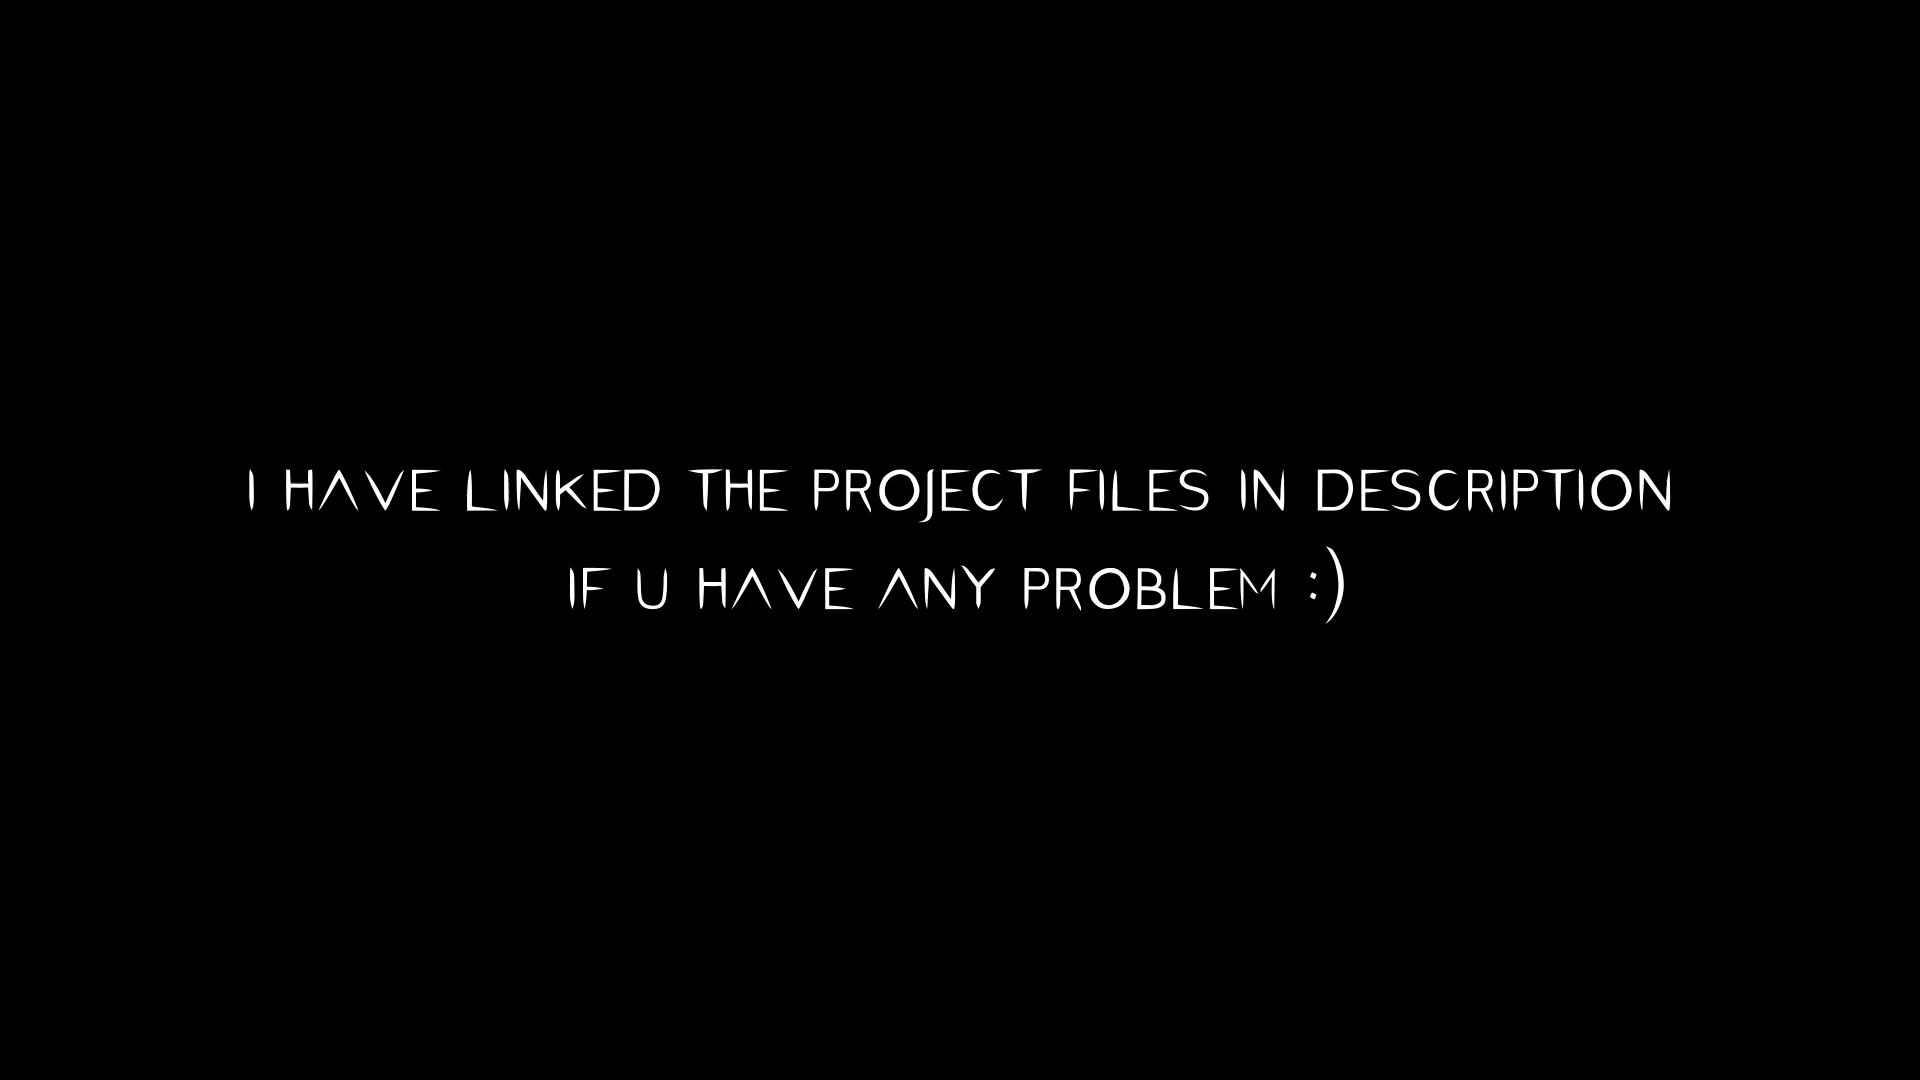 I HAVE LINKED THE PROJECT FILES IN DESCRIPTION
IF U HAVE ANY PROBLEM :)